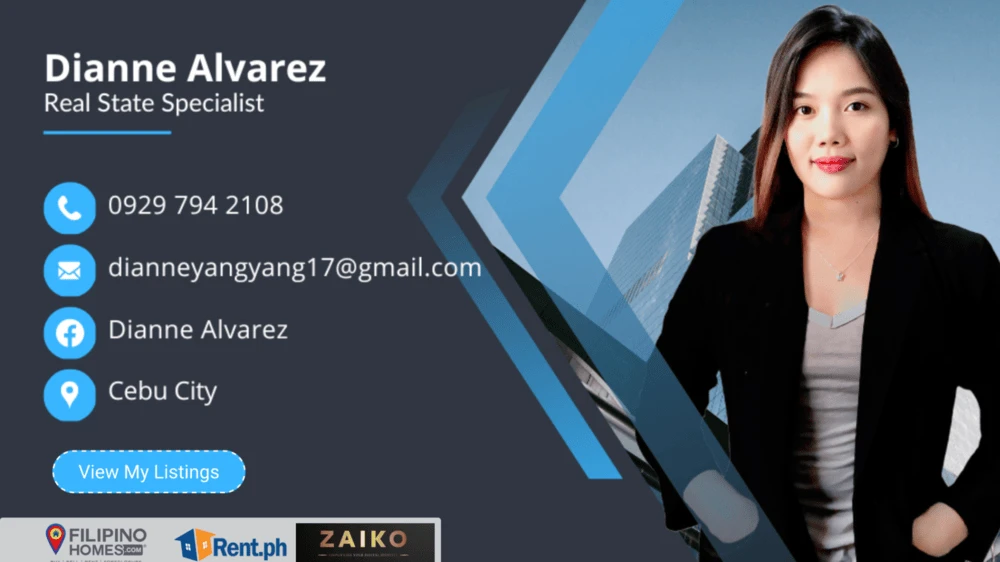 Dianne Alvarez
Real State Specialist
0929 794 2108
dianneyangyang17@gmail.com
Dianne Alvarez
Cebu City
View My Listings
FILIPINO
HOMES.COM
Rent.ph
ZAIKO